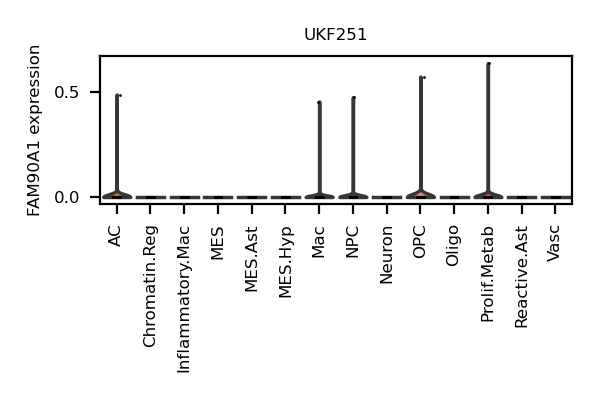 UKF251
FAM90A1 expression
0.5
0.0
AC
Chromatin.Reg
Inflammatory.Mac
MES
MES.Ast
MES.Hyp
Mac
NPC
Neuron
OPC
Oligo
Prolif.Metab
Reactive.Ast
Vasc